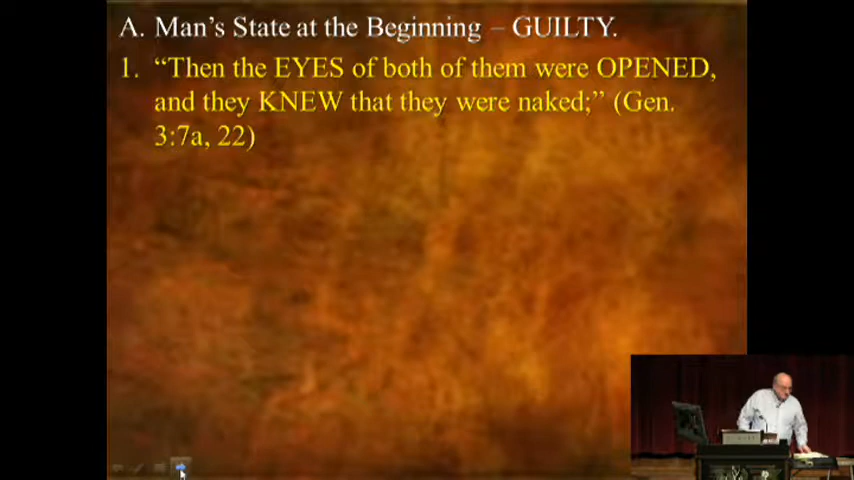 A. Man's State at the Beginning – GUILTY.
1. “Then the EYES of both of them were OPENED,
and they KNEW that they were naked;” (Gen.
3:7a, 22)